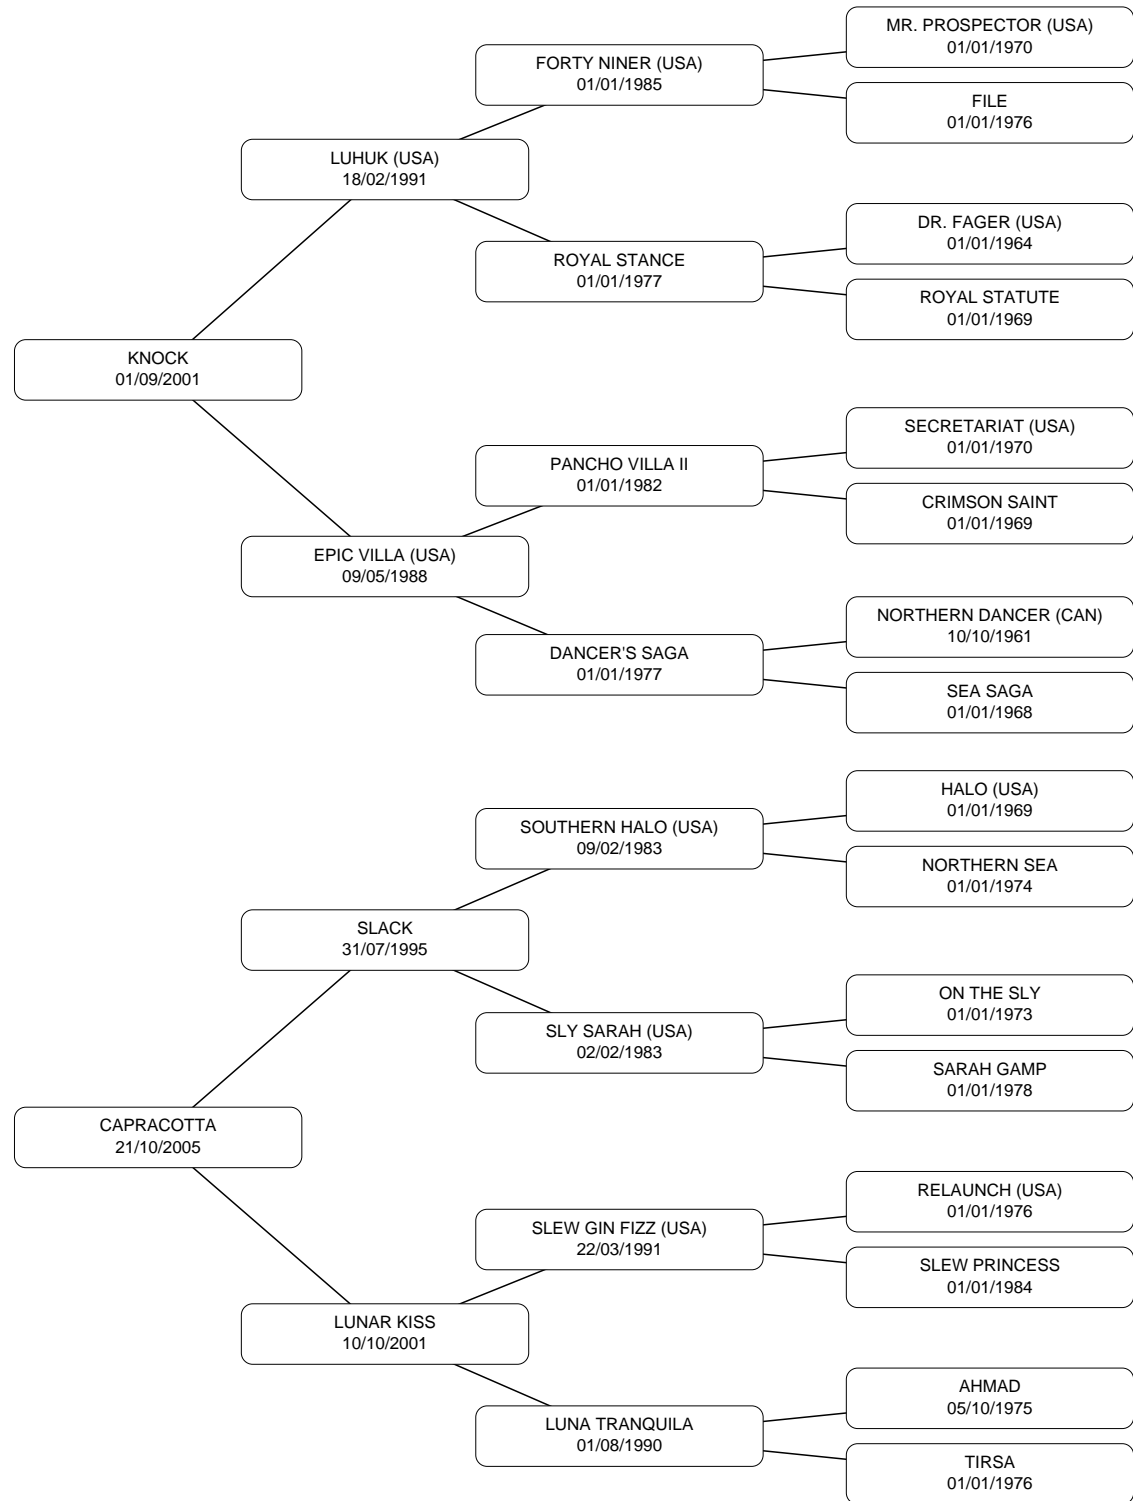 MR. PROSPECTOR (USA)
01/01/1970
FORTY NINER (USA)
01/01/1985
FILE
01/01/1976
LUHUK (USA)
18/02/1991
DR. FAGER (USA)
01/01/1964
ROYAL STANCE
01/01/1977
ROYAL STATUTE
01/01/1969
KNOCK
01/09/2001
SECRETARIAT (USA)
01/01/1970
PANCHO VILLA II
01/01/1982
CRIMSON SAINT
01/01/1969
EPIC VILLA (USA)
09/05/1988
NORTHERN DANCER (CAN)
10/10/1961
DANCER'S SAGA
01/01/1977
SEA SAGA
01/01/1968
HALO (USA)
01/01/1969
SOUTHERN HALO (USA)
09/02/1983
NORTHERN SEA
01/01/1974
SLACK
31/07/1995
ON THE SLY
01/01/1973
SLY SARAH (USA)
02/02/1983
SARAH GAMP
01/01/1978
CAPRACOTTA
21/10/2005
RELAUNCH (USA)
01/01/1976
SLEW GIN FIZZ (USA)
22/03/1991
SLEW PRINCESS
01/01/1984
LUNAR KISS
10/10/2001
AHMAD
05/10/1975
LUNA TRANQUILA
01/08/1990
TIRSA
01/01/1976